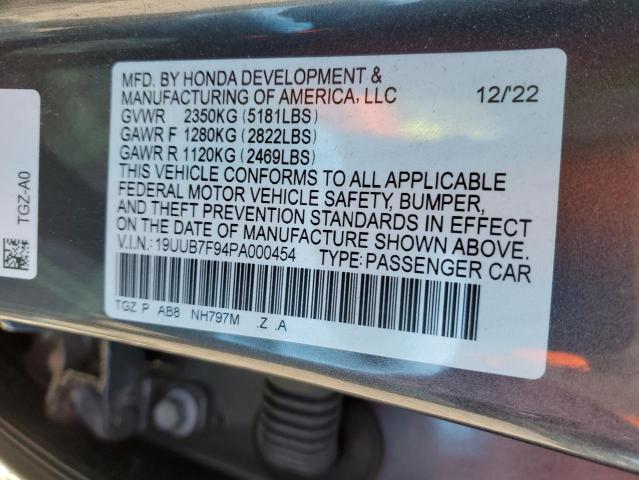 MFD. BY HONDA DEVELOPMENT &
MANUFACTURING OF AMERICA, LLC 12/'22
GVWR 2350KG (5181LBS)
GAWR F 1280KG (2822LBS)
GAWR R 1120KG (2469LBS)
THIS VEHICLE CONFORMS TO ALL APPLICABLE
FEDERAL MOTOR VEHICLE SAFETY, BUMPER,
AND THEFT PREVENTION STANDARDS IN EFFECT
ON THE DATE OF MANUFACTURE SHOWN ABOVE.
V.I.N.: 19UUB7F94PA000454 TYPE: PASSENGER CAR
TGZ P AB8 NH797M .Z .A
TGZ-A0